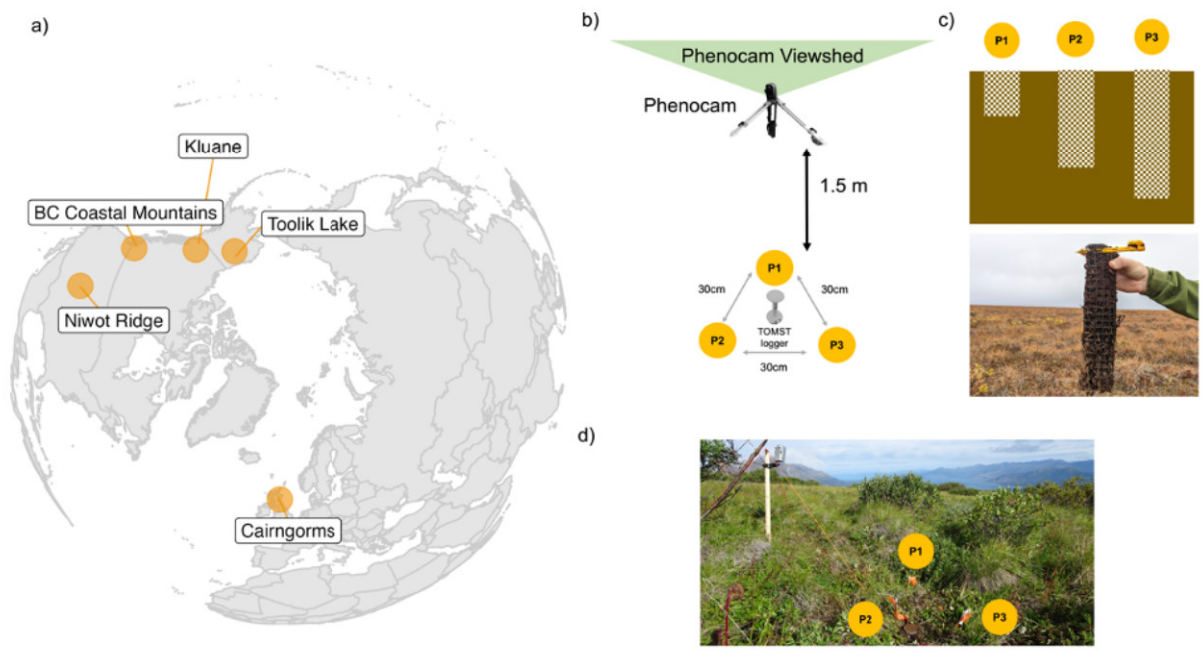 a)
Kluane
BC Coastal Mountains
Toolik Lake
Niwot Ridge
Cairngorms
b)
Phenocam Viewshed
Phenocam
1.5 m
P1
30cm
30cm
TOMST
logger
P2
P3
30cm
c)
P1
P2
P3
d)
P1
P2
P3